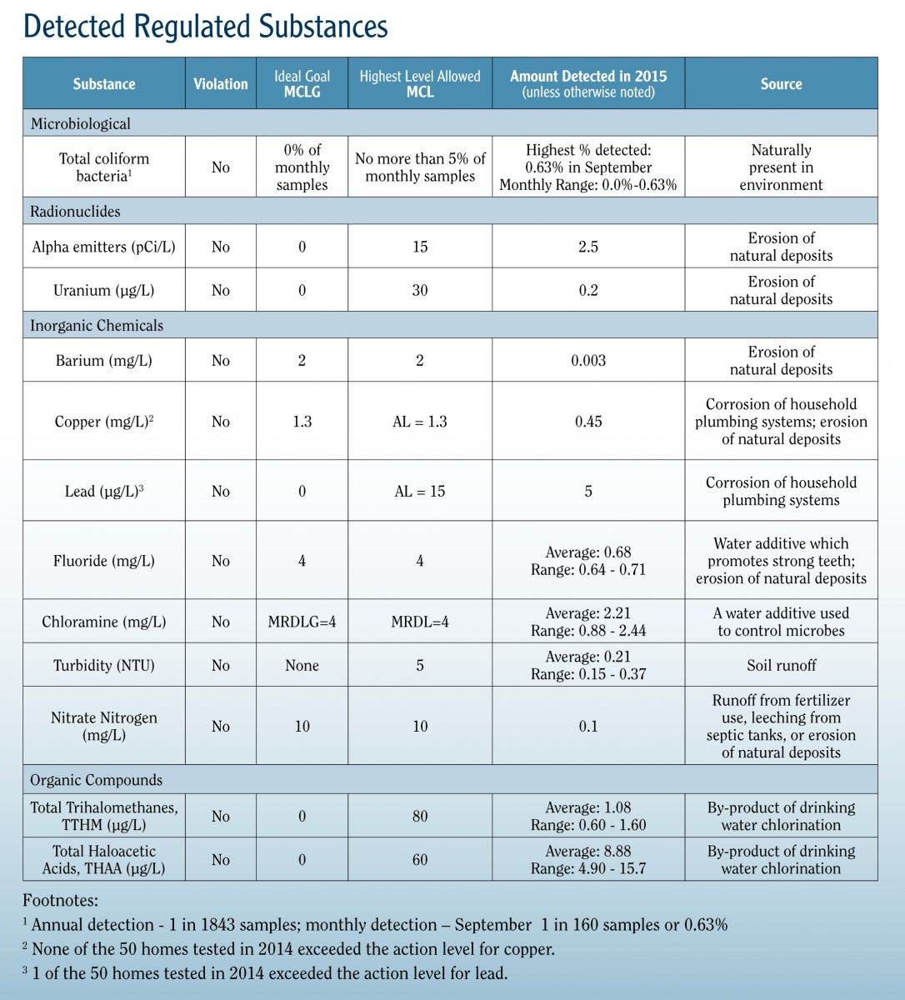 Detected Regulated Substances
Substance
Violation
Ideal Goal
MCLG
Highest Level Allowed
MCL
Amount Detected in 2015
(unless otherwise noted)
Source
Microbiological
Total coliform
bacteria¹
No
0% of
monthly
samples
No more than 5% of
monthly samples
Highest % detected:
0.63% in September
Monthly Range: 0.0%-0.63%
Naturally
present in
environment
Radionuclides
Alpha emitters (pCi/L)
No
0
15
2.5
Erosion of
natural deposits
Uranium (µg/L)
No
0
30
0.2
Erosion of
natural deposits
Inorganic Chemicals
Barium (mg/L)
No
2
2
0.003
Erosion of
natural deposits
Copper (mg/L)²
No
1.3
AL = 1.3
0.45
Corrosion of household
plumbing systems; erosion
of natural deposits
Lead (µg/L)³
No
0
AL = 15
5
Corrosion of household
plumbing systems
Fluoride (mg/L)
No
4
4
Average: 0.68
Range: 0.64 - 0.71
Water additive which
promotes strong teeth;
erosion of natural deposits
Chloramine (mg/L)
No
MRDLG=4
MRDL=4
Average: 2.21
Range: 0.88 - 2.44
A water additive used
to control microbes
Turbidity (NTU)
No
None
5
Average: 0.21
Range: 0.15 - 0.37
Soil runoff
Nitrate Nitrogen
(mg/L)
No
10
10
0.1
Runoff from fertilizer
use, leeching from
septic tanks, or erosion
of natural deposits
Organic Compounds
Total Trihalomethanes,
TTHM (µg/L)
No
0
80
Average: 1.08
Range: 0.60 - 1.60
By-product of drinking
water chlorination
Total Haloacetic
Acids, THAA (µg/L)
No
0
60
Average: 8.88
Range: 4.90 - 15.7
By-product of drinking
water chlorination
Footnotes:
¹ Annual detection - 1 in 1843 samples; monthly detection – September 1 in 160 samples or 0.63%
² None of the 50 homes tested in 2014 exceeded the action level for copper.
³ 1 of the 50 homes tested in 2014 exceeded the action level for lead.